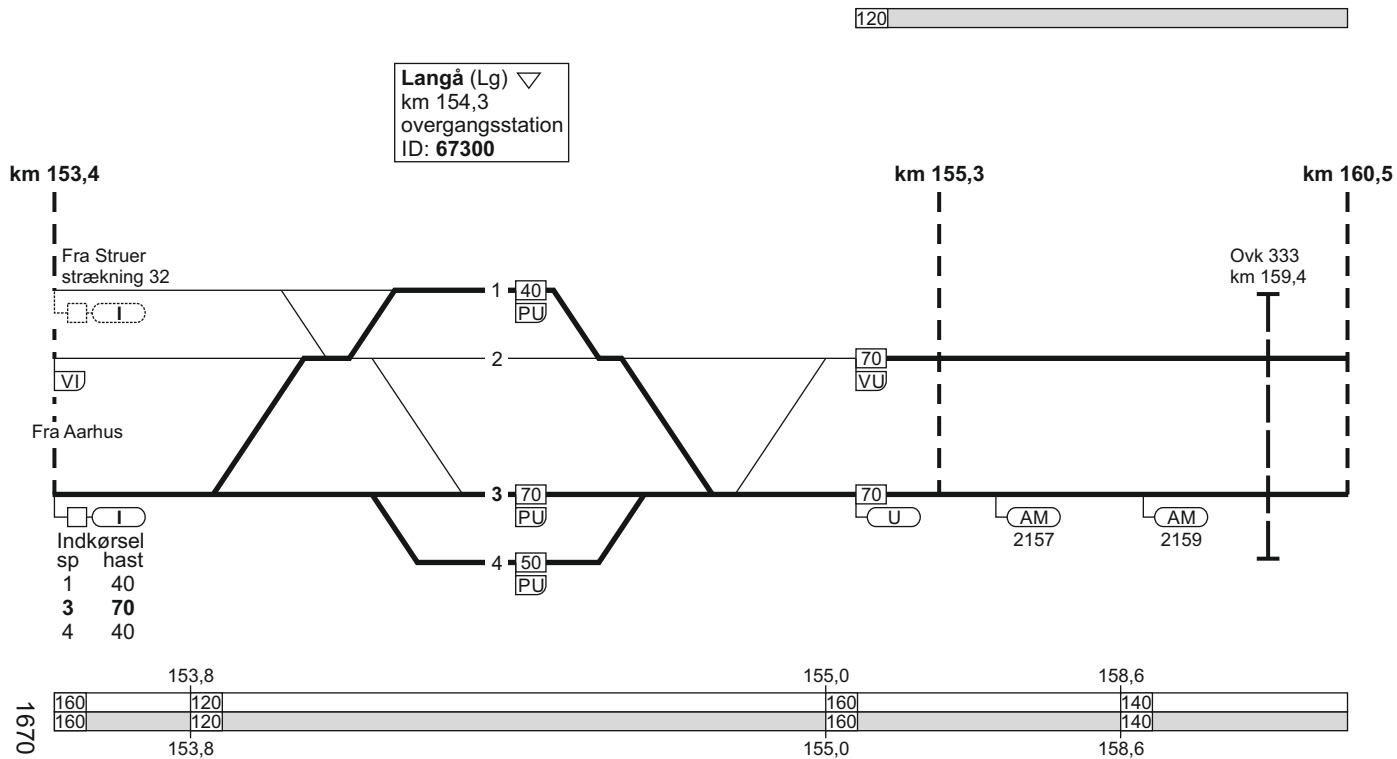 120
Langå (Lg)
km 154,3
overgangsstation
ID: 67300
km 153,4
km 155,3
km 160,5
Fra Struer
strækning 32
Ovk 333
km 159,4
I
1 40
PU
2
70
VI
VU
Fra Aarhus
3 70
70
I
PU
U
AM
AM
Indkørsel
2157
2159
sp hast
4 50
PU
1 40
3 70
4 40
153,8
155,0
158,6
160 120 160 140
160 120 160 140
153,8
155,0
158,6
1670